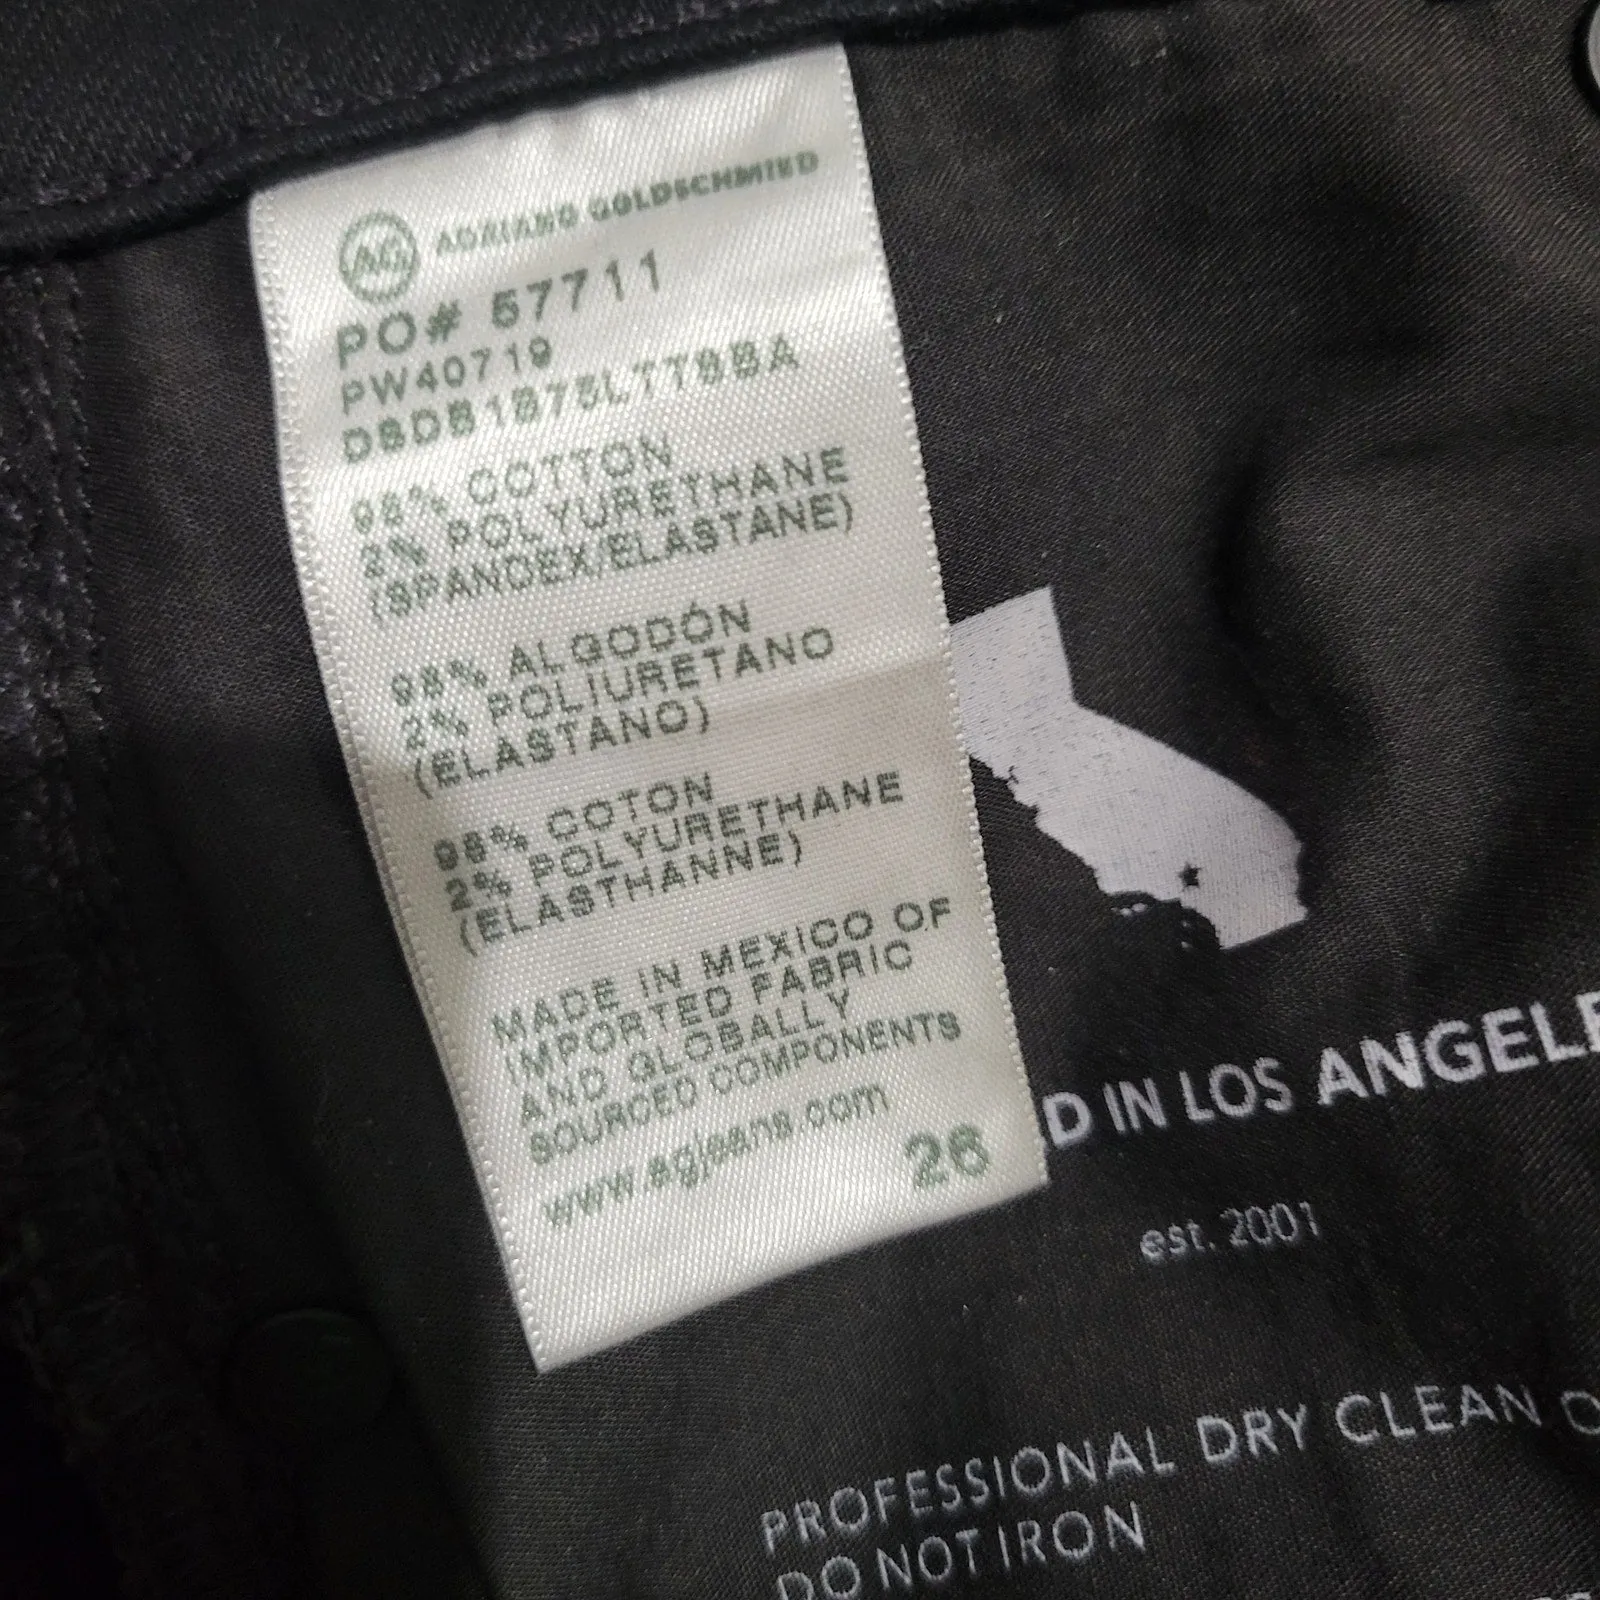 AG ADRIANO GOLDSCHMIED
PO# 57711
PW40719
DSDB1B75LTTSBA
98% COTTON
2% POLYURETHANE
(SPANDEX/ELASTANE)
98% ALGODÓN
2% POLIURETANO
(ELASTANO)
98% COTON
2% POLYURETHANE
(ELASTHANNE)
MADE IN MEXICO OF
IMPORTED FABRIC
AND GLOBALLY
SOURCED COMPONENTS
www.agjeans.com
26
D IN LOS ANGELE
est. 2001
PROFESSIONAL DRY CLEAN O
DO NOT IRON